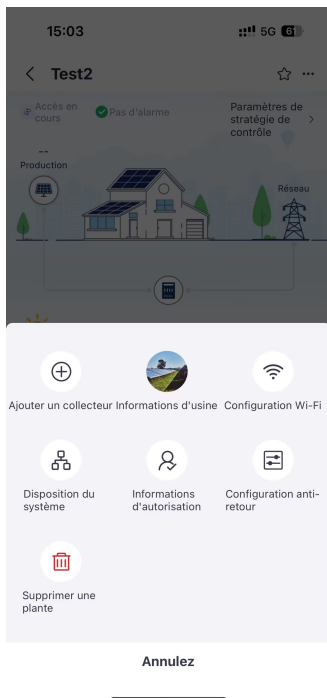 15:03
5G 6
Test2
Accès en
cours
Pas d'alarme
Paramètres de
stratégie de
contrôle
--
Production
Réseau
Ajouter un collecteur
Informations d'usine
Configuration Wi-Fi
Disposition du
système
Informations
d'autorisation
Configuration anti-
retour
Supprimer une
plante
Annulez